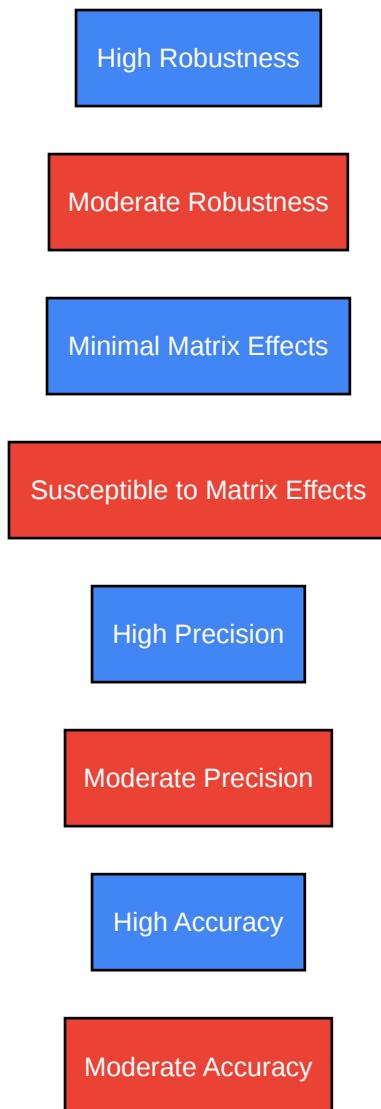 High Robustness
Moderate Robustness
Minimal Matrix Effects
Susceptible to Matrix Effects
High Precision
Moderate Precision
High Accuracy
Moderate Accuracy